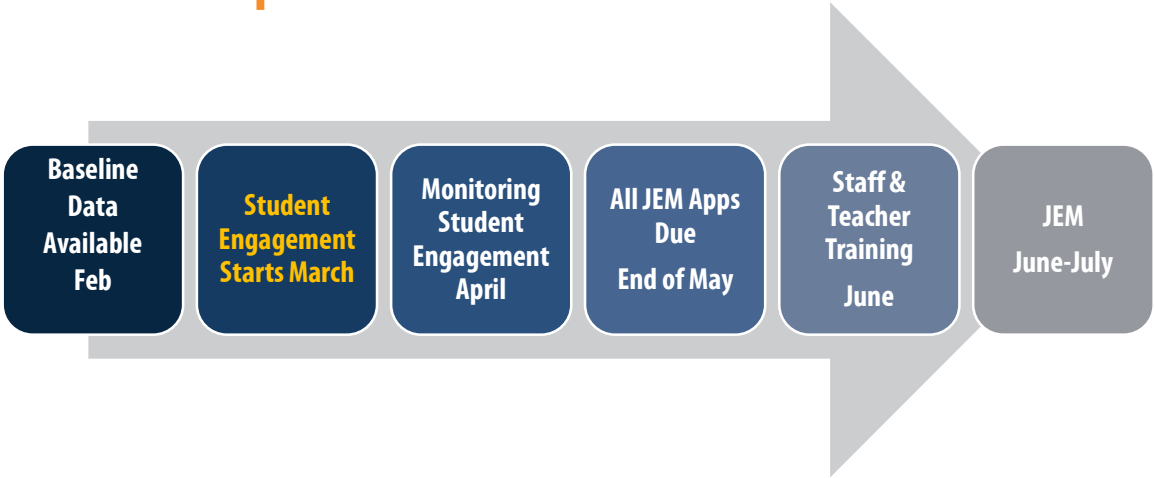 Baseline
Data
Available
Feb
Student
Engagement
Starts March
Monitoring
Student
Engagement
April
All JEM Apps
Due
End of May
Staff &
Teacher
Training
June
JEM
June-July